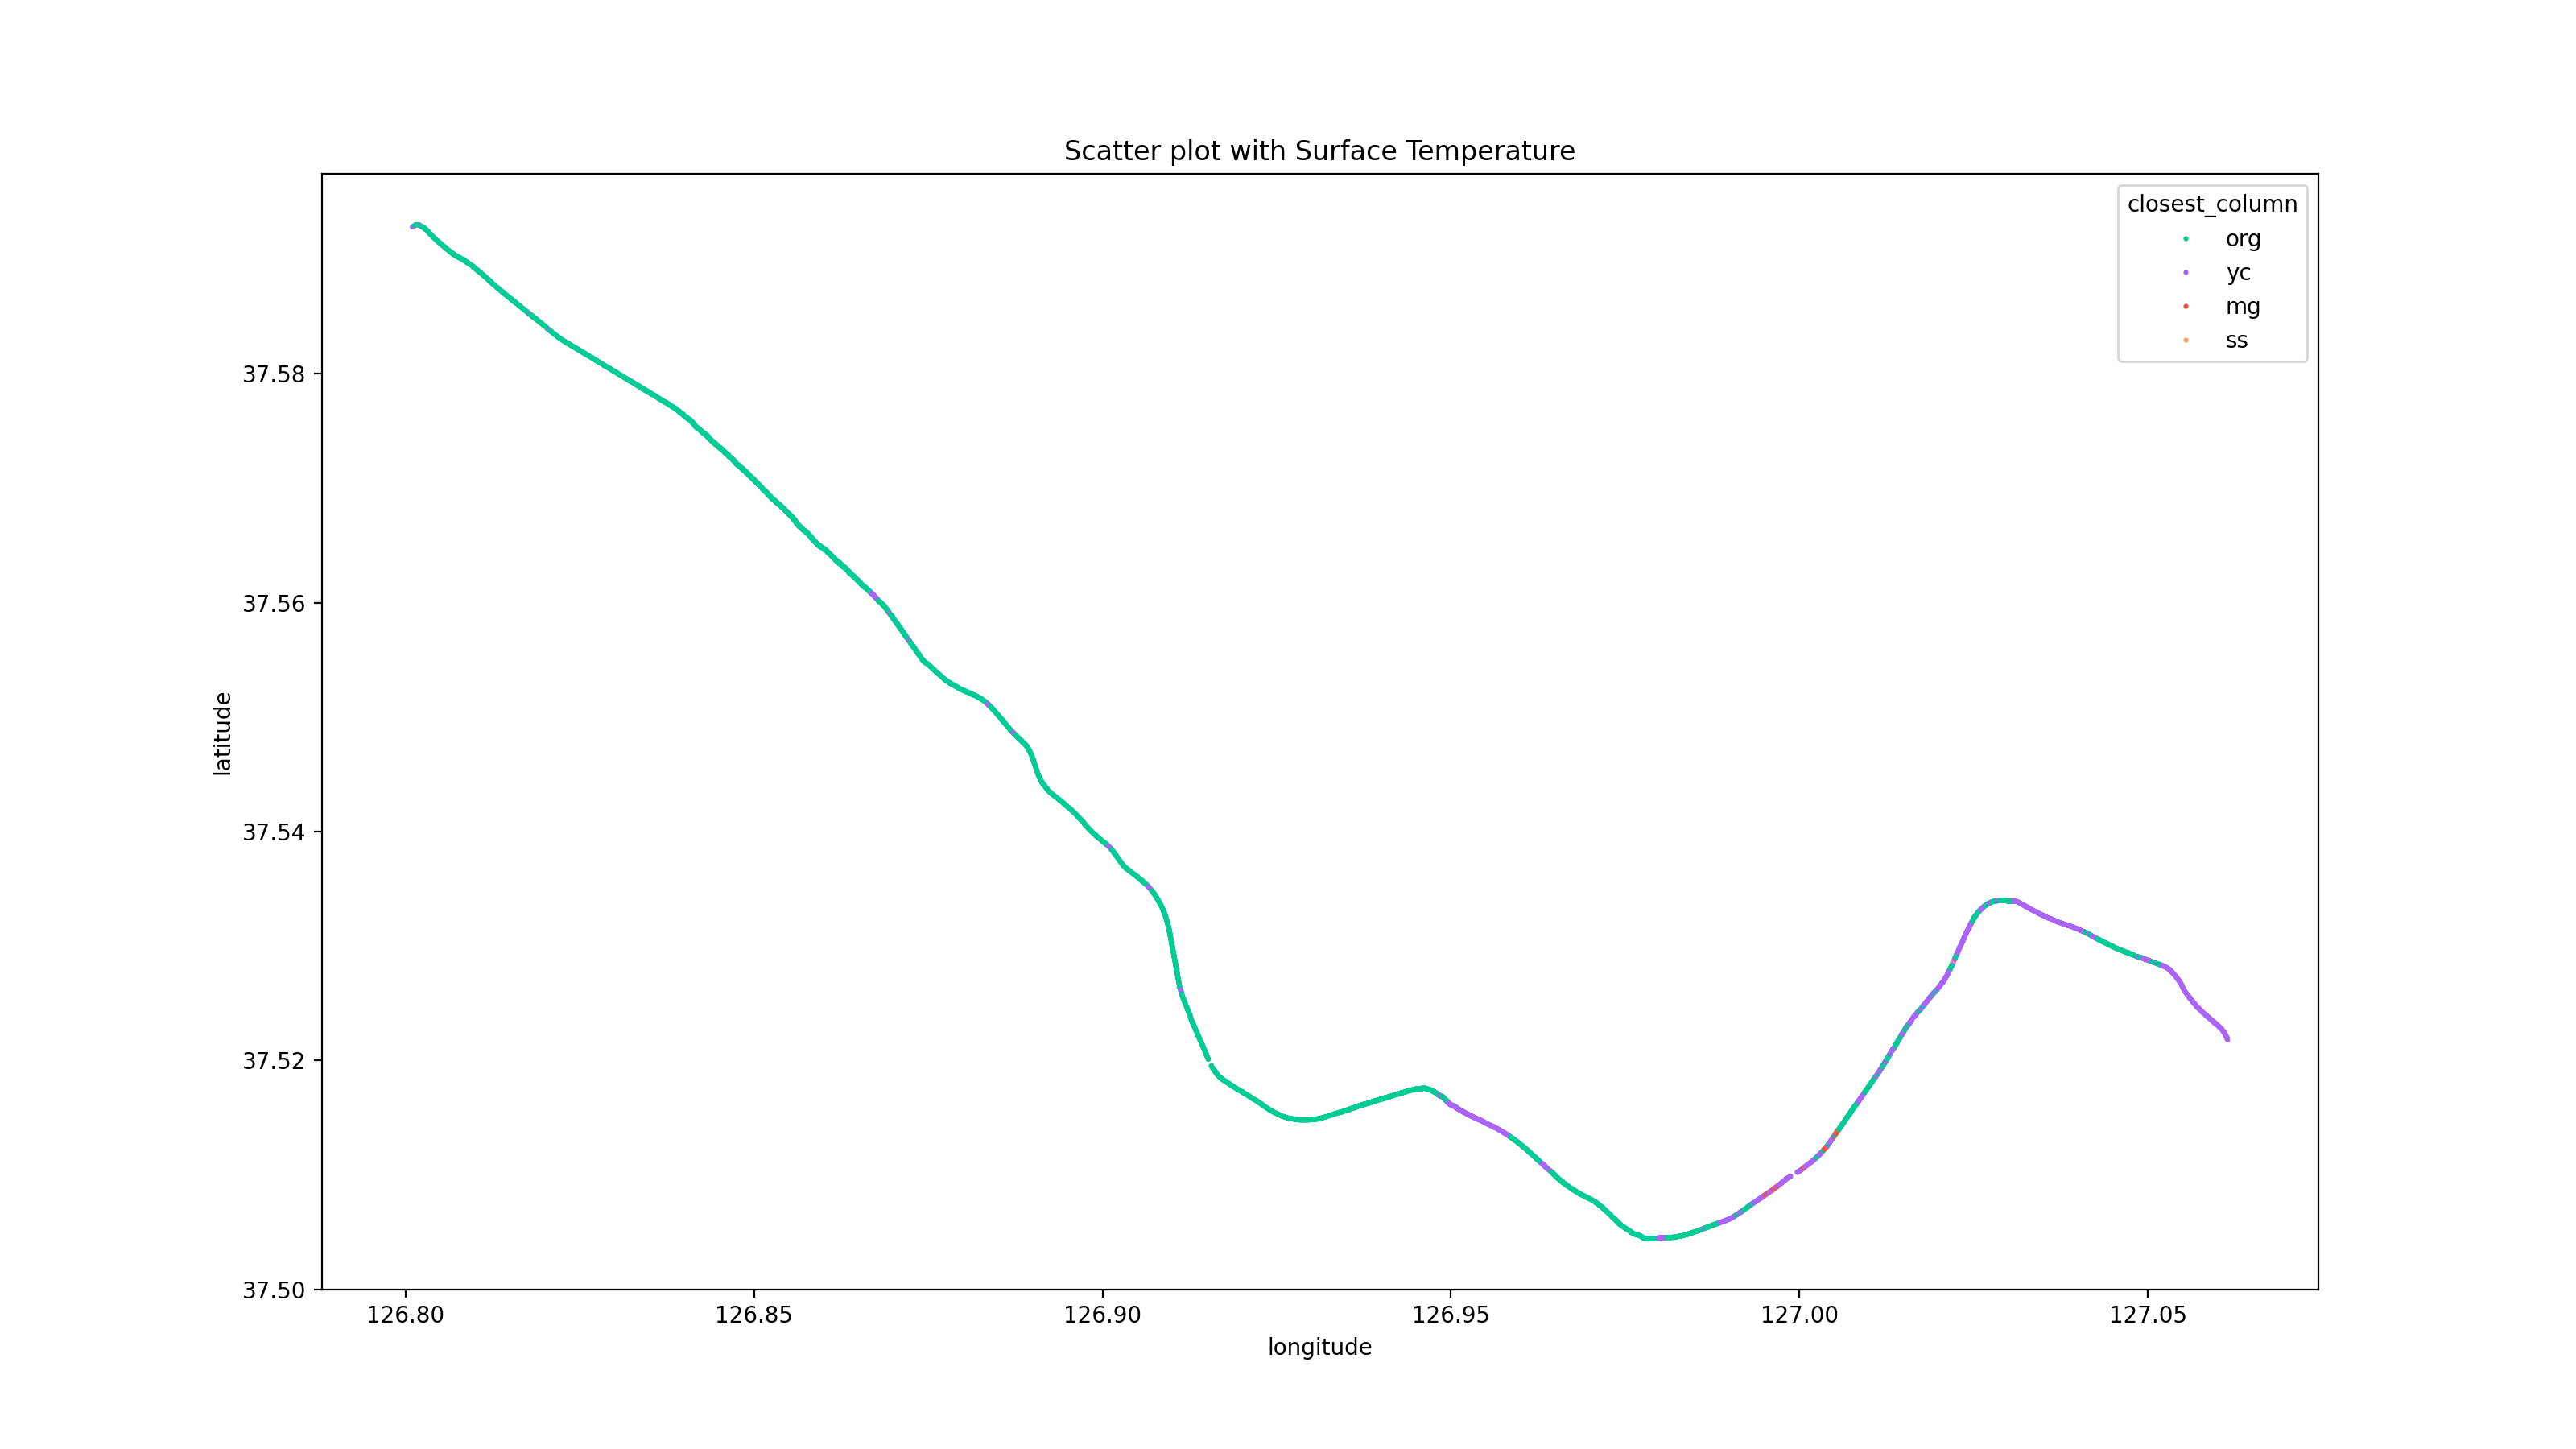 Scatter plot with Surface Temperature
closest_column
org
yc
mg
ss
37.58
37.56
37.54
37.52
37.50
latitude
126.80 126.85 126.90 126.95 127.00 127.05
longitude